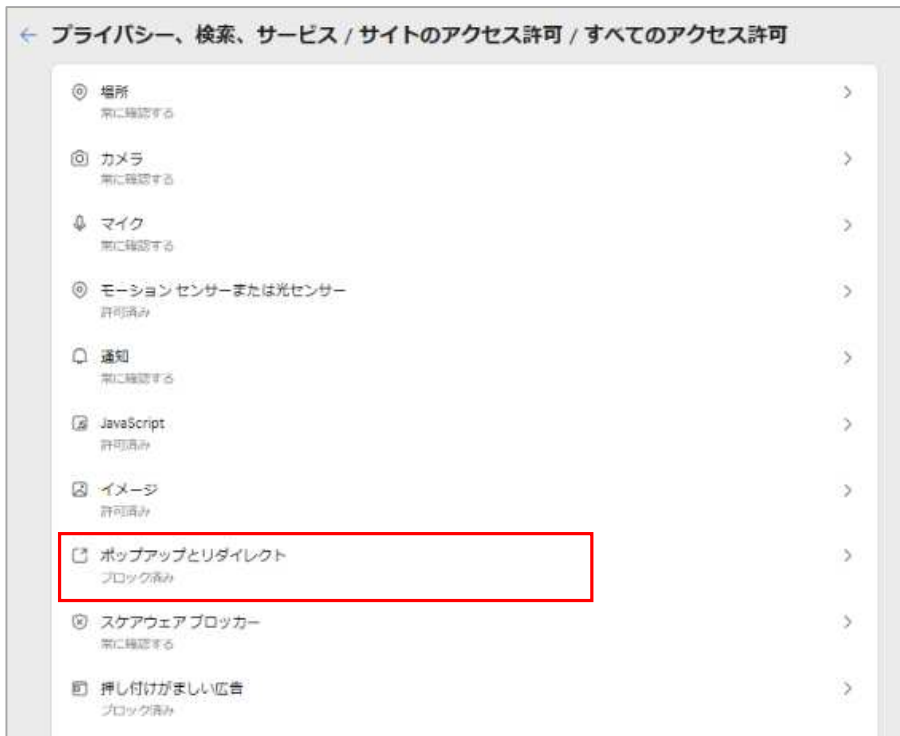 プライバシー、検索、サービス / サイトのアクセス許可 / すべてのアクセス許可
場所
常に確認する
カメラ
常に確認する
マイク
常に確認する
モーション センサーまたは光センサー
許可済み
通知
常に確認する
JavaScript
許可済み
イメージ
許可済み
ポップアップとリダイレクト
ブロック済み
スケアウェア ブロッカー
常に確認する
押し付けがましい広告
ブロック済み